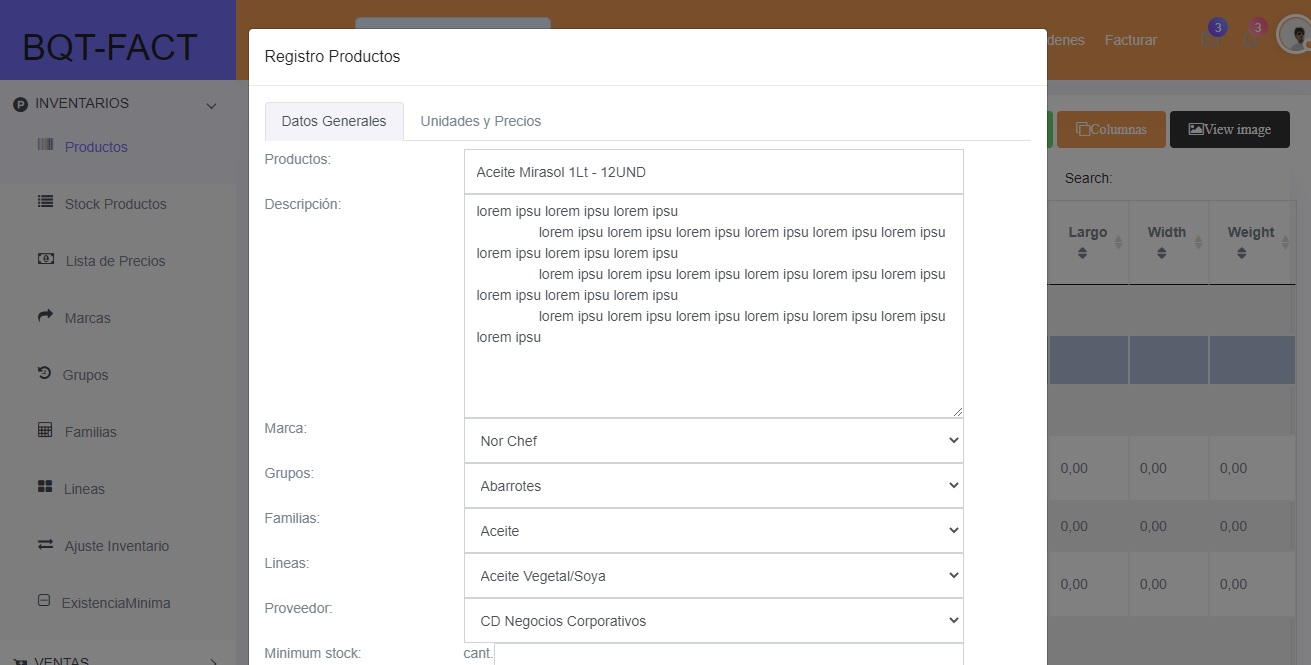 BQT-FACT
3
3
denes
Facturar
P INVENTARIOS
Productos
Stock Productos
Lista de Precios
Marcas
Grupos
Familias
Lineas
Ajuste Inventario
ExistenciaMinima
VENTAS
Registro Productos
Datos Generales
Unidades y Precios
Productos:
Aceite Mirasol 1Lt - 12UND
Descripción:
lorem ipsu lorem ipsu lorem ipsu
lorem ipsu lorem ipsu lorem ipsu lorem ipsu lorem ipsu lorem ipsu
lorem ipsu lorem ipsu lorem ipsu
lorem ipsu lorem ipsu lorem ipsu lorem ipsu lorem ipsu lorem ipsu
lorem ipsu lorem ipsu lorem ipsu
lorem ipsu lorem ipsu lorem ipsu lorem ipsu lorem ipsu lorem ipsu
lorem ipsu
Marca:
Nor Chef
Grupos:
Abarrotes
Familias:
Aceite
Lineas:
Aceite Vegetal/Soya
Proveedor:
CD Negocios Corporativos
Minimum stock:
cant.
Columnas
View image
Search:
Largo Width Weight
0,00 0,00 0,00
0,00 0,00 0,00
0,00 0,00 0,00